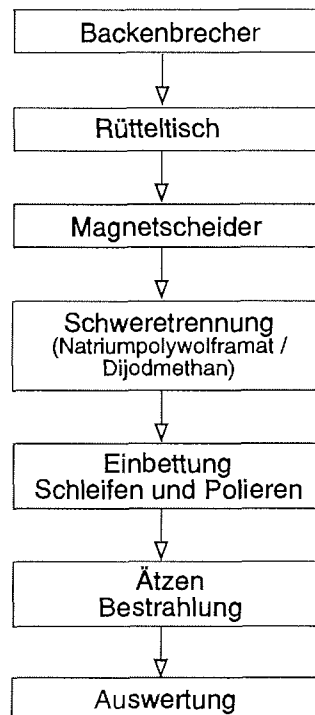 Backenbrecher
Rütteltisch
Magnetscheider
Schweretrennung
(Natriumpolywolframat /
Dijodmethan)
Einbettung
Schleifen und Polieren
Ätzen
Bestrahlung
Auswertung